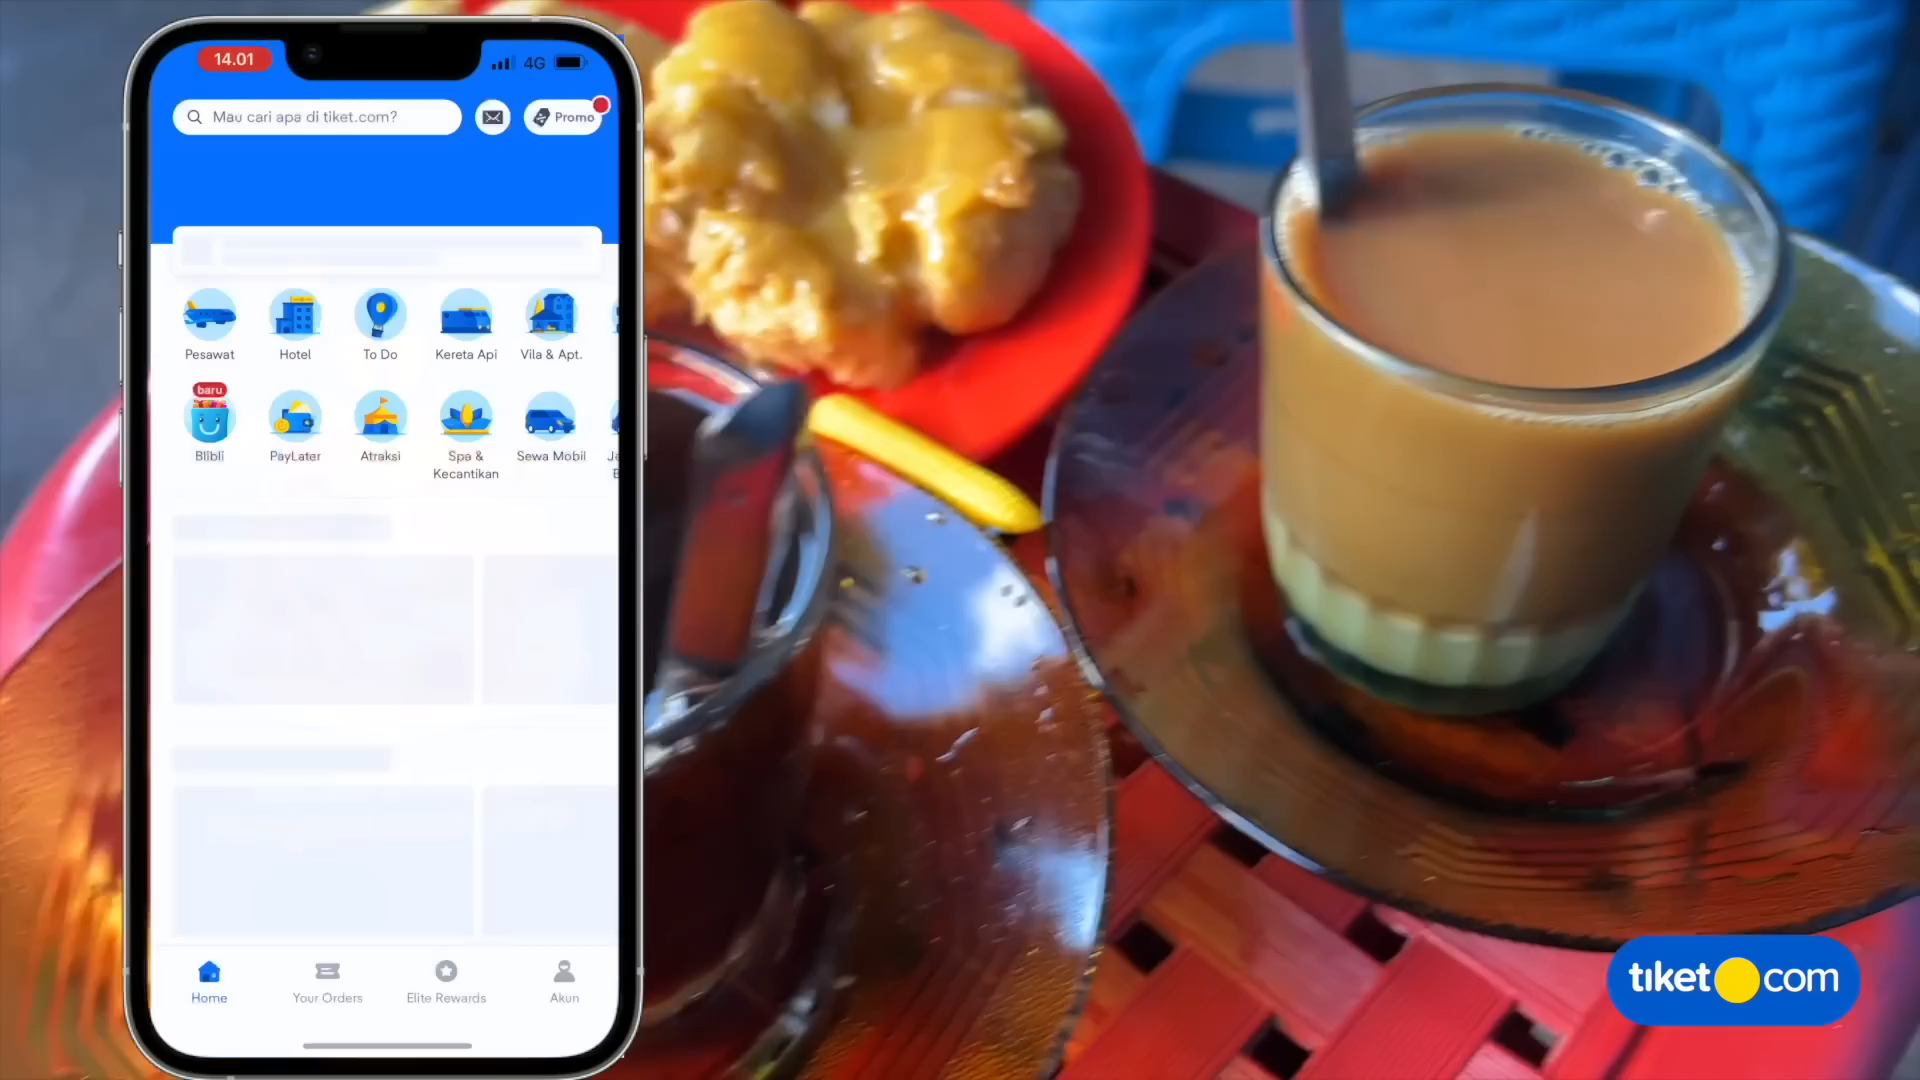 14.01
4G
Mau cari apa di tiket.com?
Promo
Pesawat
Hotel
To Do
Kereta Api
Vila & Apt.
baru
Blibli
PayLater
Atraksi
Spa &
Kecantikan
Sewa Mobil
Home
Your Orders
Elite Rewards
Akun
tiket.com